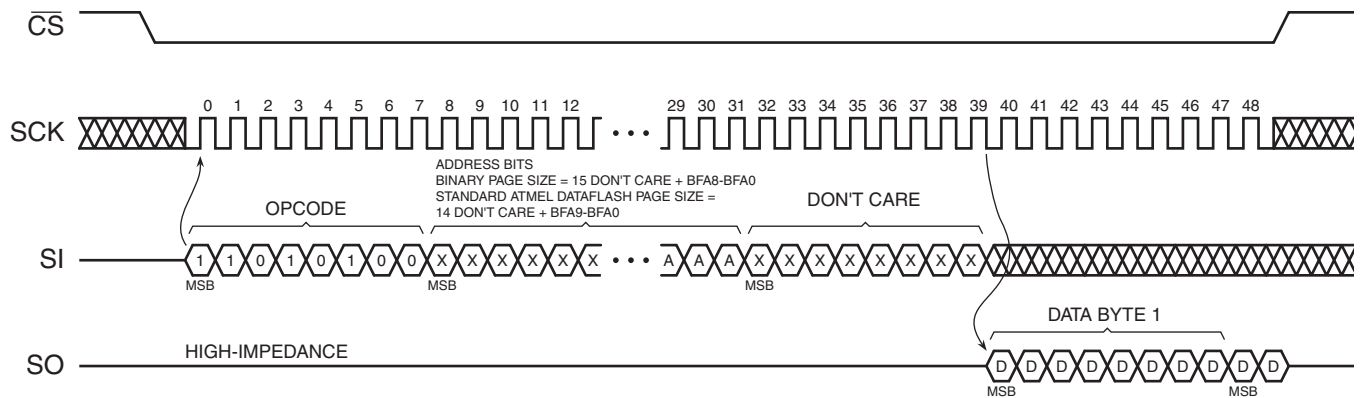 CS
0 1 2 3 4 5 6 7 8 9 10 11 12 29 30 31 32 33 34 35 36 37 38 39 40 41 42 43 44 45 46 47 48
SCK
ADDRESS BITS
BINARY PAGE SIZE = 15 DON'T CARE + BFA8-BFA0
STANDARD ATMEL DATAFLASH PAGE SIZE =
14 DON'T CARE + BFA9-BFA0
OPCODE
DON'T CARE
SI
1 1 0 1 0 1 0 0 X X X X X X • • • A A A X X X X X X X X
MSB MSB MSB
DATA BYTE 1
HIGH-IMPEDANCE
SO
D D D D D D D D D D
MSB MSB